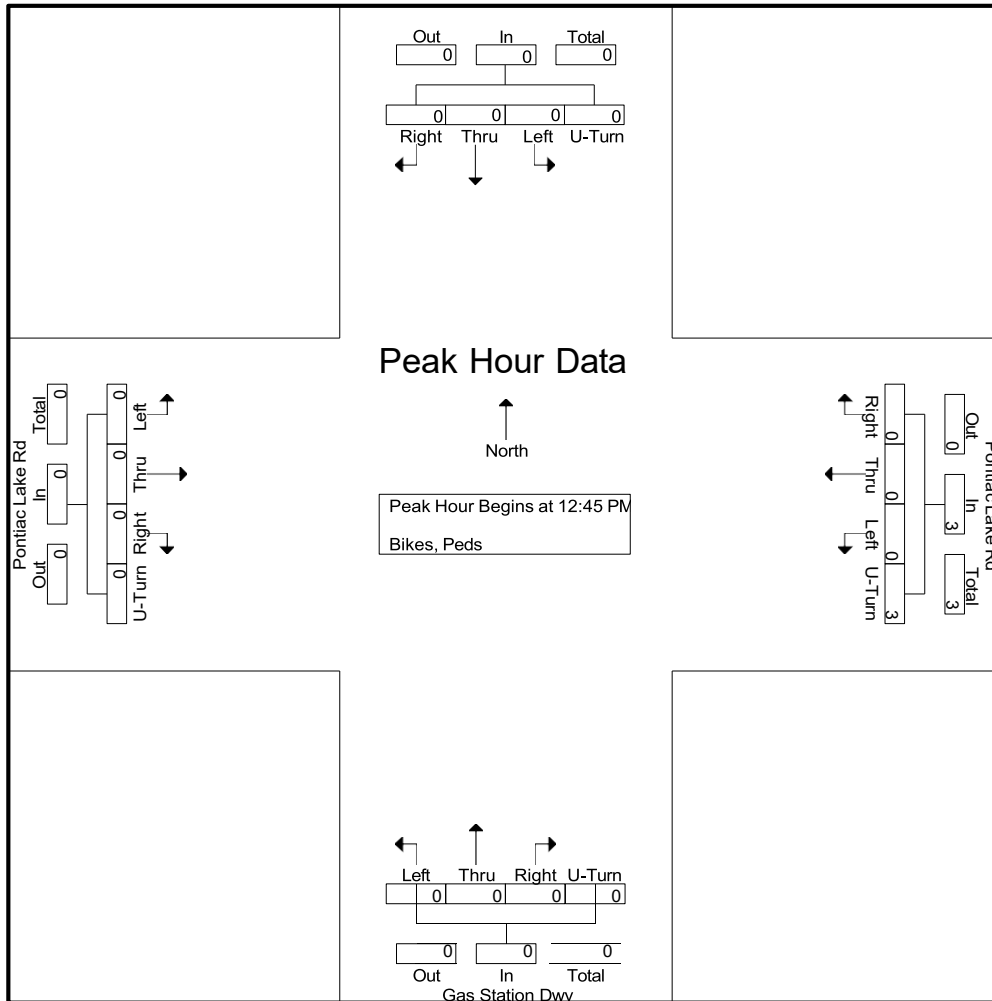 Out In Total
0 0 0
0 0 0 0
Right Thru Left U-Turn
Peak Hour Data
North
Peak Hour Begins at 12:45 PM
Bikes, Peds
Pontiac Lake Rd
Out In Total
0 0 0
0 0 0 0
U-Turn Right Thru Left
Right Thru Left U-Turn
0 0 0 3
Out In Total
0 3 3
Pontiac Lake Rd
Left Thru Right U-Turn
0 0 0 0
0 0 0
Out In Total
Gas Station Dwy